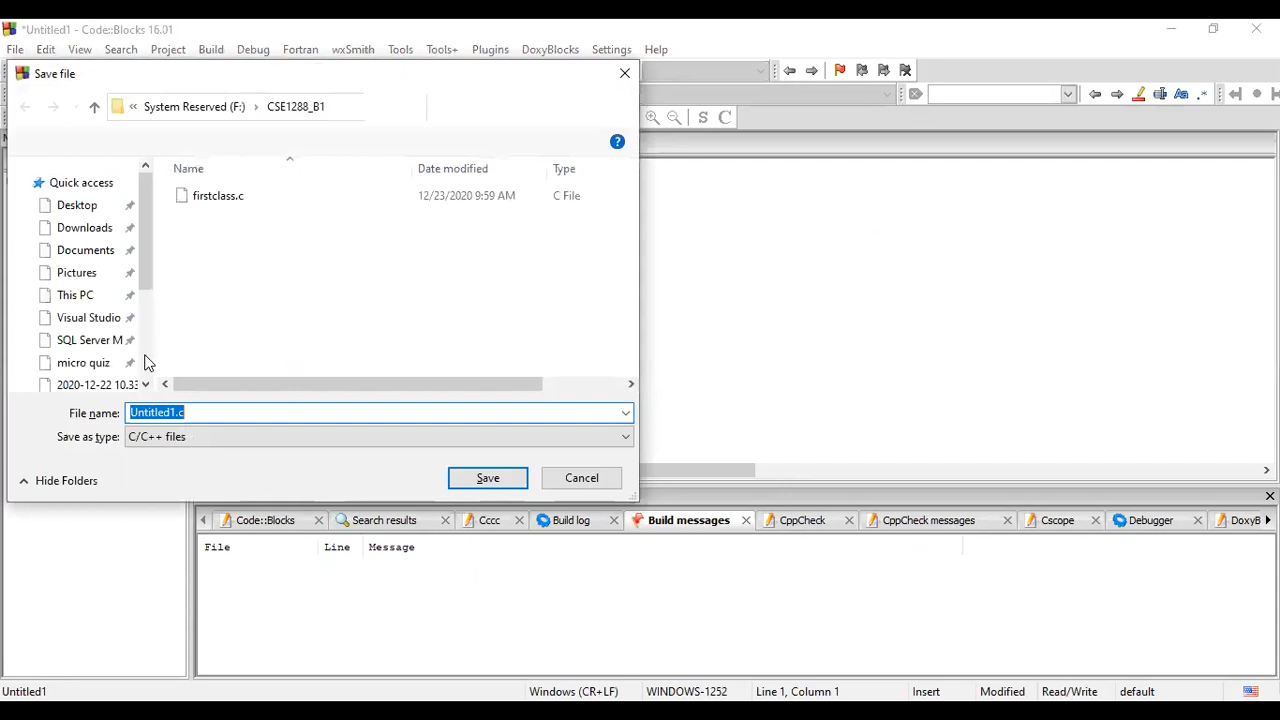 *Untitled1 - Code::Blocks 16.01
File Edit View Search Project Build Debug Fortran wxSmith Tools Tools+ Plugins DoxyBlocks Settings Help
Save file
« System Reserved (F:) › CSE1288_B1
Name Date modified Type
firstclass.c 12/23/2020 9:59 AM C File
Quick access
Desktop
Downloads
Documents
Pictures
This PC
Visual Studio
SQL Server M
micro quiz
2020-12-22 10.33
File name: Untitled1.c
Save as type: C/C++ files
Hide Folders Save Cancel
S C
Code::Blocks Search results Cccc Build log Build messages CppCheck CppCheck messages Cscope Debugger DoxyB
File Line Message
Untitled1 Windows (CR+LF) WINDOWS-1252 Line 1, Column 1 Insert Modified Read/Write default